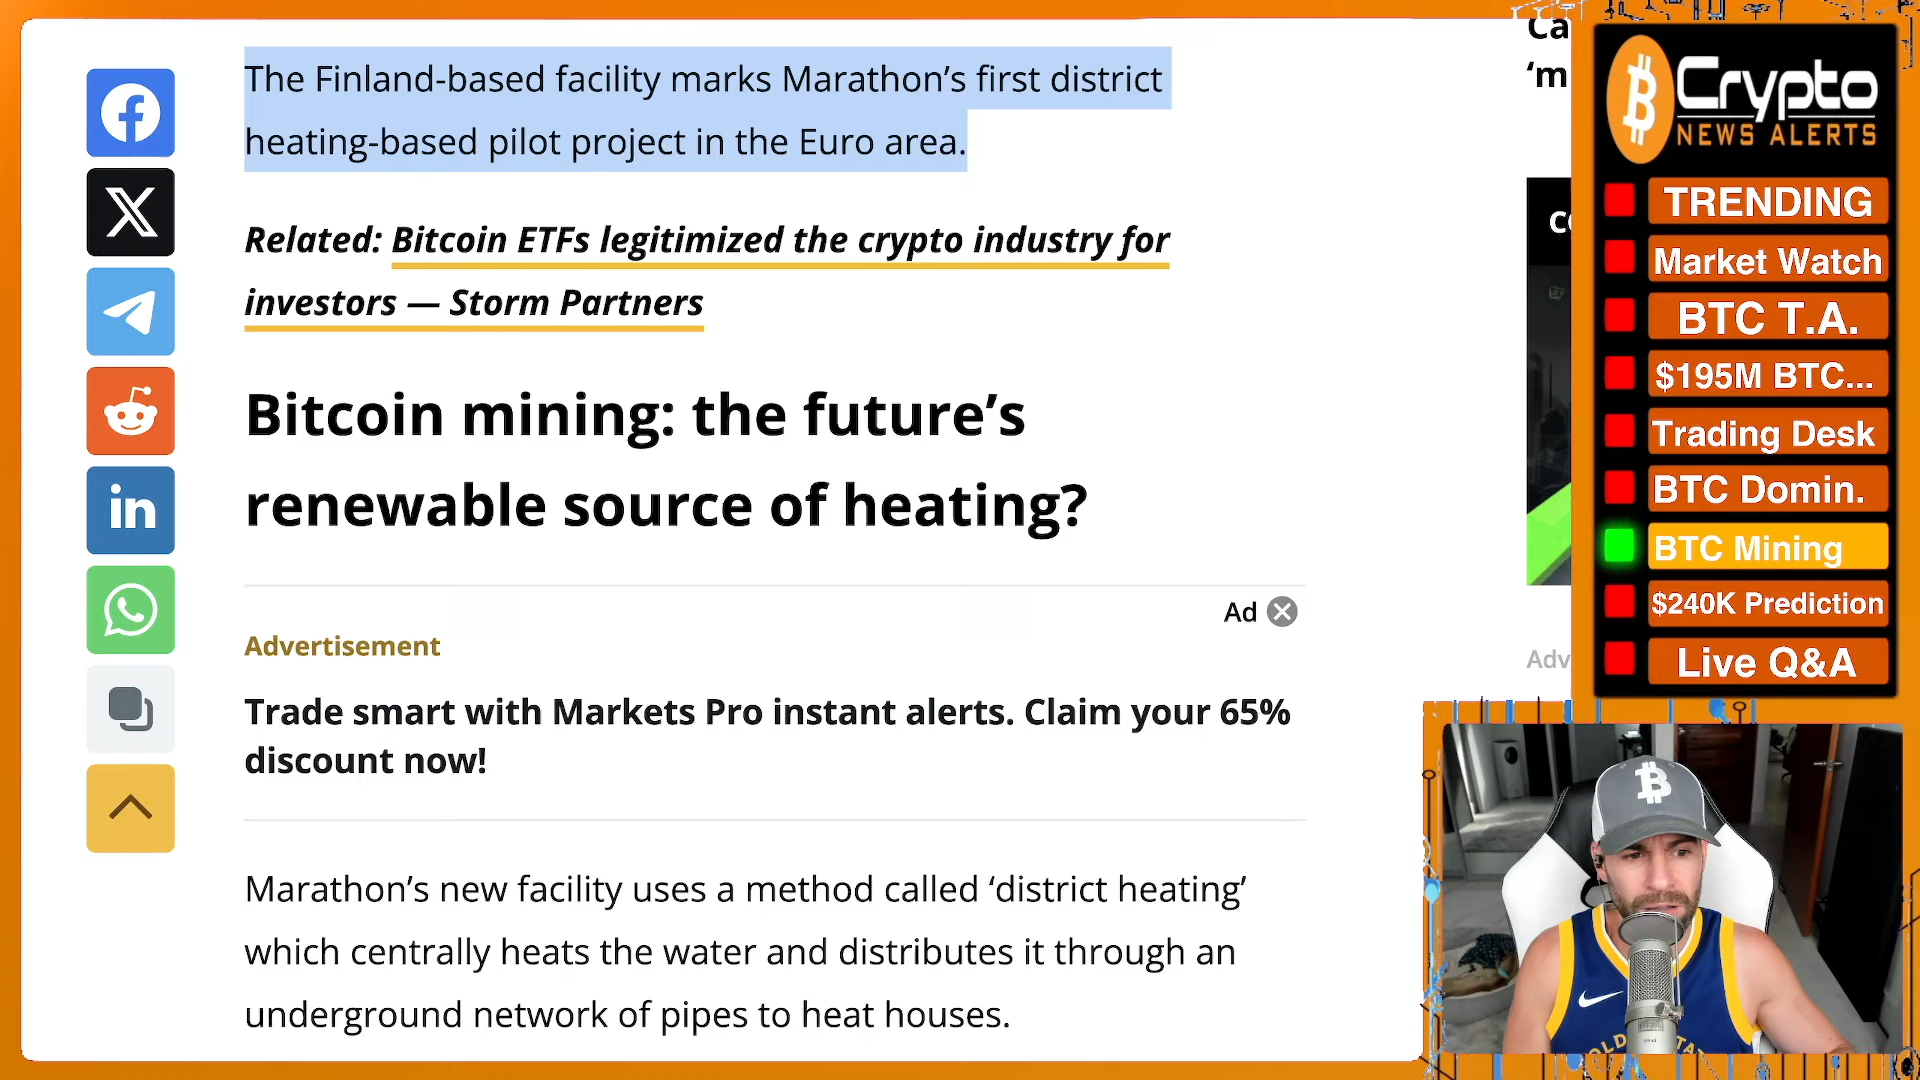 The Finland-based facility marks Marathon’s first district
heating-based pilot project in the Euro area.
Related: Bitcoin ETFs legitimized the crypto industry for
investors — Storm Partners
Bitcoin mining: the future’s
renewable source of heating?
Ad
Advertisement
Trade smart with Markets Pro instant alerts. Claim your 65%
discount now!
Marathon’s new facility uses a method called ‘district heating’
which centrally heats the water and distributes it through an
underground network of pipes to heat houses.
in
Ca
‘m
Adv
Crypto
NEWS ALERTS
TRENDING
Market Watch
BTC T.A.
$195M BTC...
Trading Desk
BTC Domin.
BTC Mining
$240K Prediction
Live Q&A